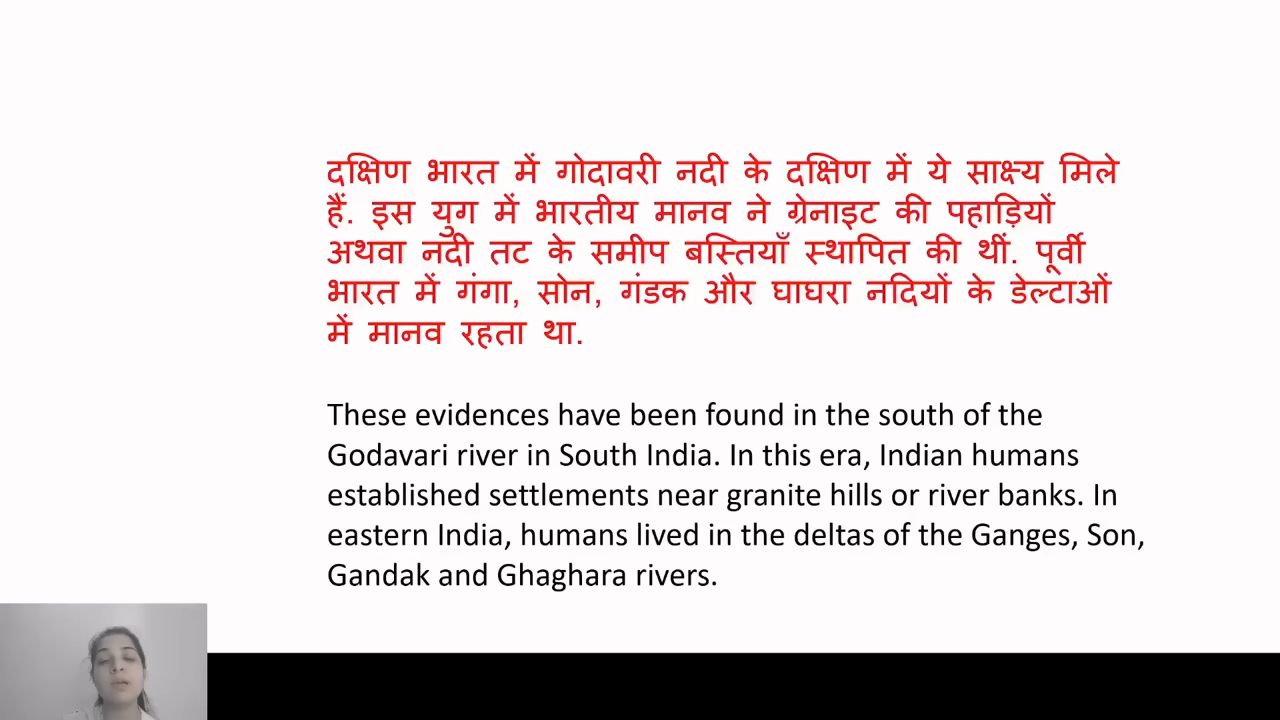 दक्षिण भारत में गोदावरी नदी के दक्षिण में ये साक्ष्य मिले
हैं. इस युग में भारतीय मानव ने ग्रेनाइट की पहाड़ियों
अथवा नदी तट के समीप बस्तियाँ स्थापित की थीं. पूर्वी
भारत में गंगा, सोन, गंडक और घाघरा नदियों के डेल्टाओं
में मानव रहता था.
These evidences have been found in the south of the
Godavari river in South India. In this era, Indian humans
established settlements near granite hills or river banks. In
eastern India, humans lived in the deltas of the Ganges, Son,
Gandak and Ghaghara rivers.